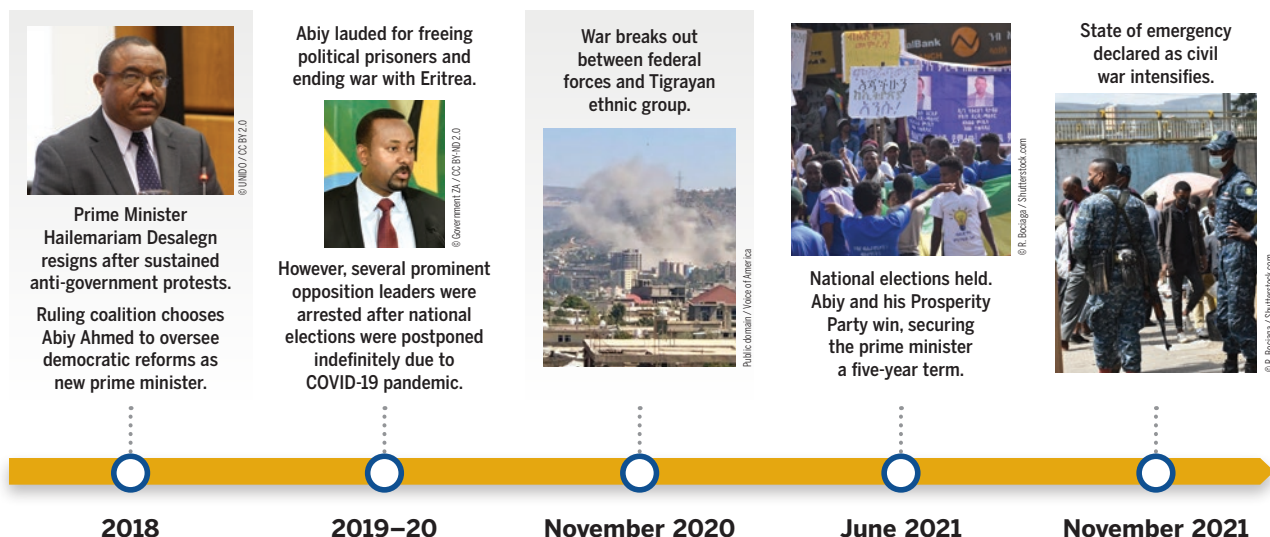 © UNIDO / CC BY 2.0
Prime Minister
Hailemariam Desalegn
resigns after sustained
anti-government protests.
Ruling coalition chooses
Abiy Ahmed to oversee
democratic reforms as
new prime minister.
Abiy lauded for freeing
political prisoners and
ending war with Eritrea.
© Government ZA / CC BY-ND 2.0
However, several prominent
opposition leaders were
arrested after national
elections were postponed
indefinitely due to
COVID-19 pandemic.
War breaks out
between federal
forces and Tigrayan
ethnic group.
Public domain / Voice of America
alBank
© R. Bociaga / Shutterstock.com
National elections held.
Abiy and his Prosperity
Party win, securing
the prime minister
a five-year term.
State of emergency
declared as civil
war intensifies.
© R. Bociaga / Shutterstock.com
2018
2019–20
November 2020
June 2021
November 2021